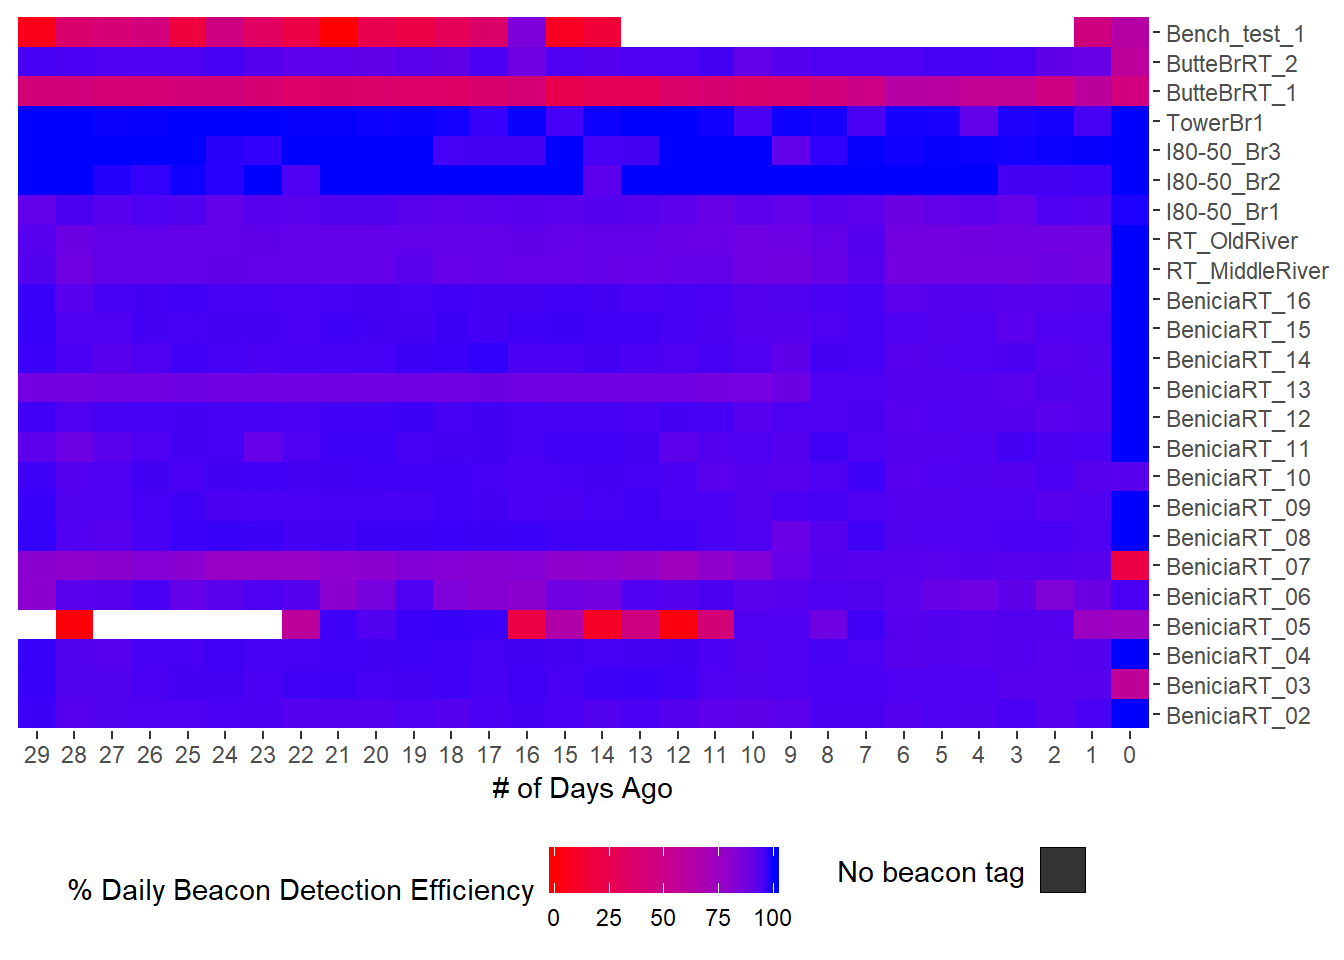 Bench_test_1
ButteBrRT_2
ButteBrRT_1
TowerBr1
I80-50_Br3
I80-50_Br2
I80-50_Br1
RT_OldRiver
RT_MiddleRiver
BeniciaRT_16
BeniciaRT_15
BeniciaRT_14
BeniciaRT_13
BeniciaRT_12
BeniciaRT_11
BeniciaRT_10
BeniciaRT_09
BeniciaRT_08
BeniciaRT_07
BeniciaRT_06
BeniciaRT_05
BeniciaRT_04
BeniciaRT_03
BeniciaRT_02
29 28 27 26 25 24 23 22 21 20 19 18 17 16 15 14 13 12 11 10 9 8 7 6 5 4 3 2 1 0
# of Days Ago
% Daily Beacon Detection Efficiency
0 25 50 75 100
No beacon tag